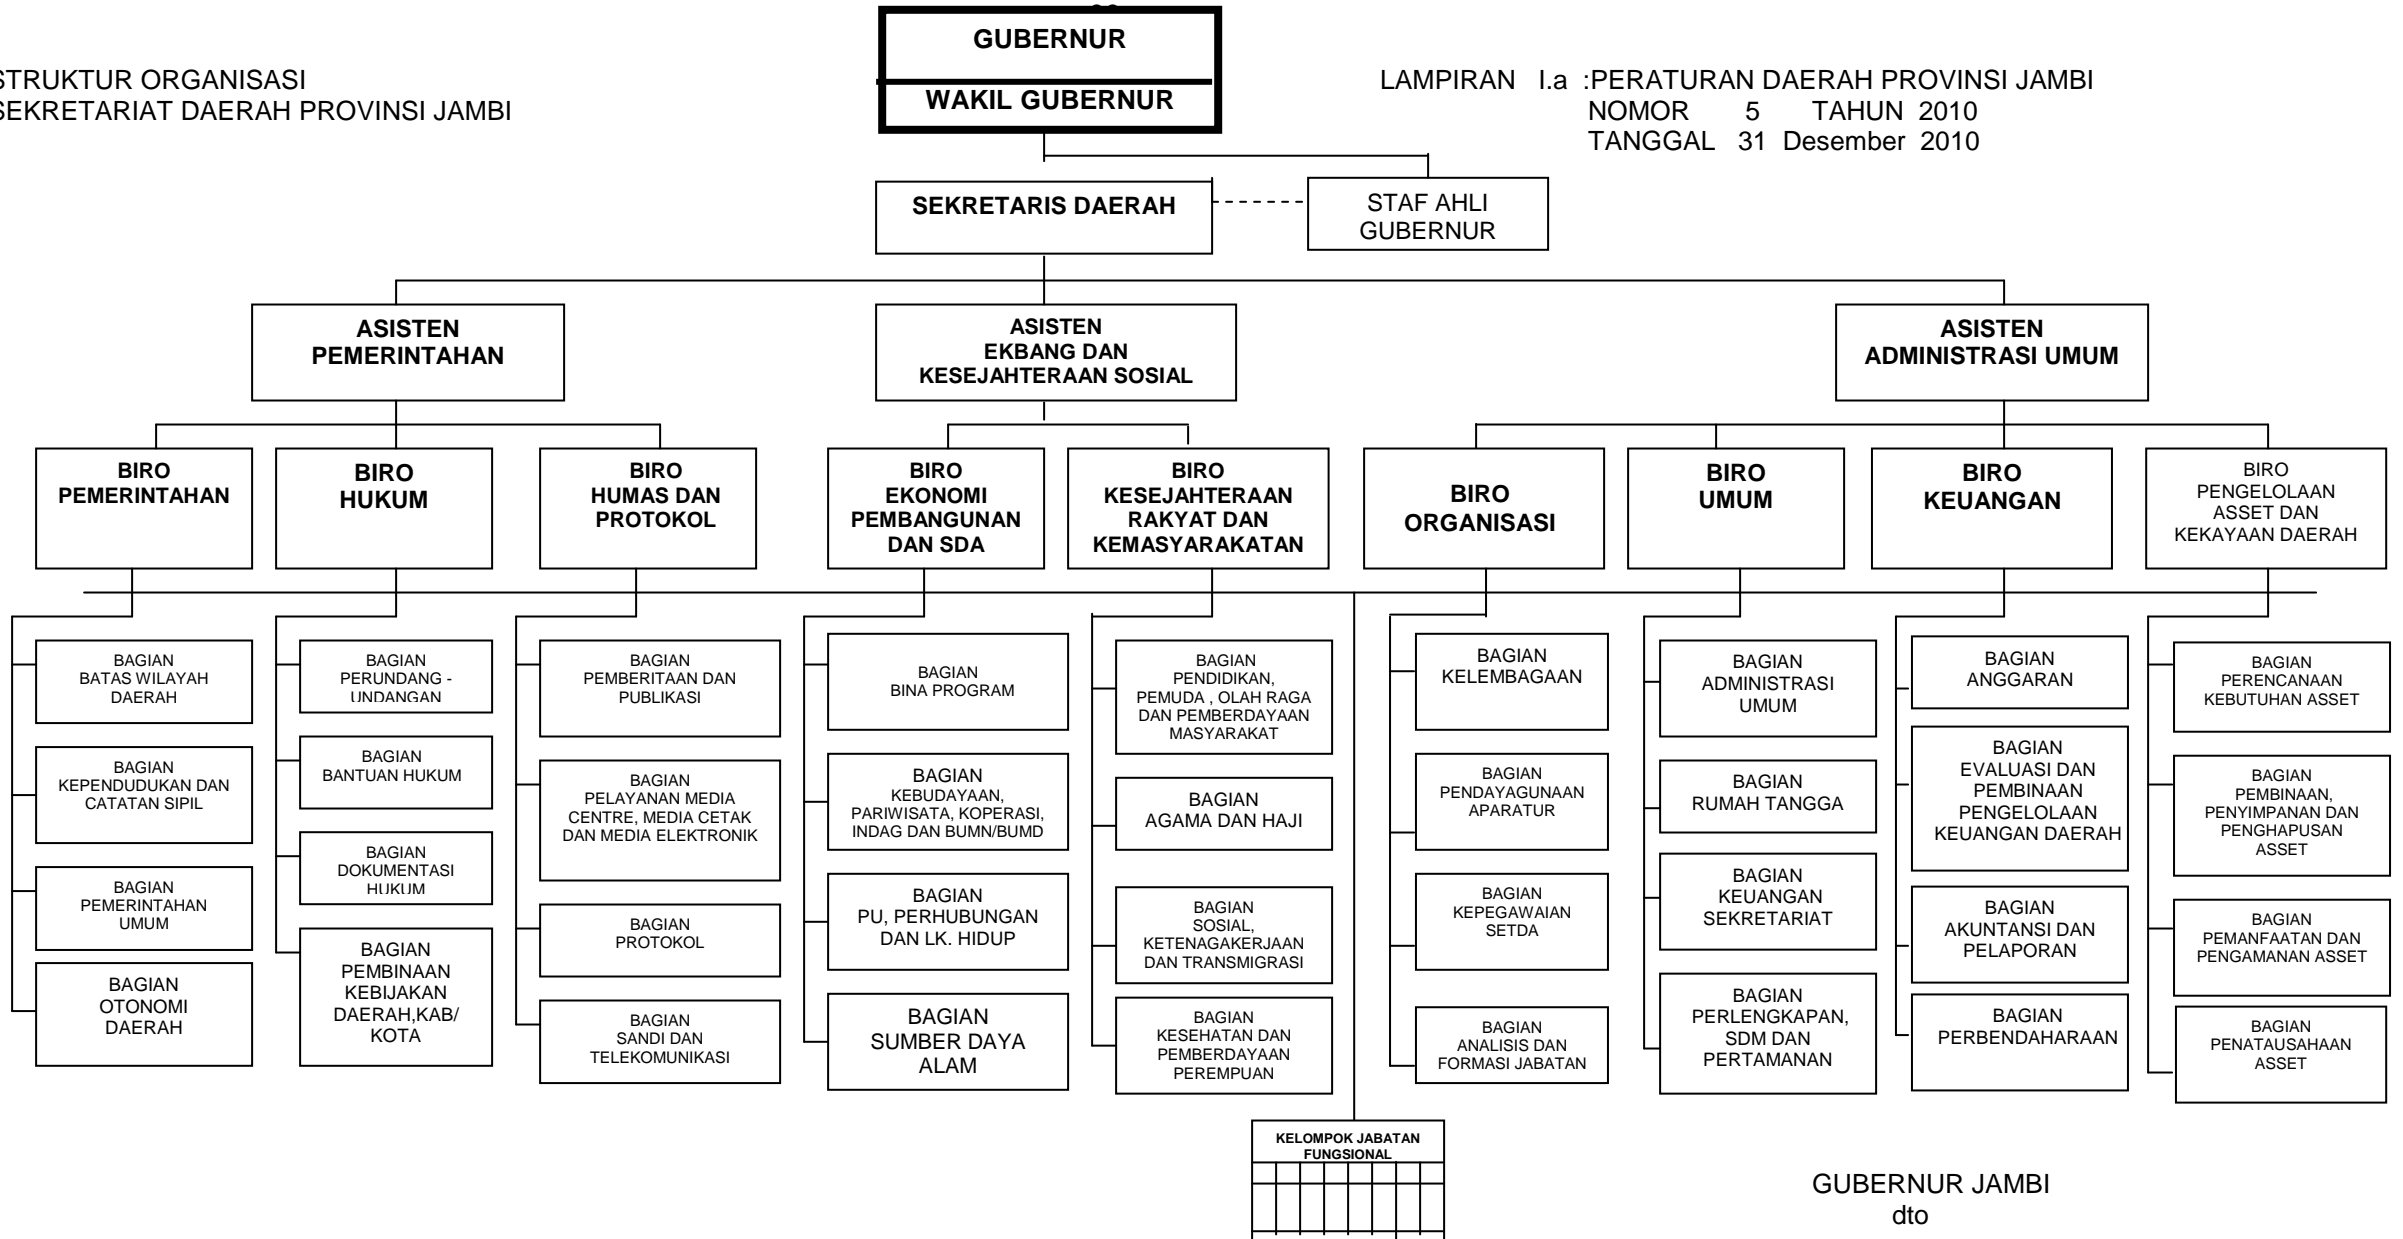 GUBERNUR
WAKIL GUBERNUR
STRUKTUR ORGANISASI
SEKRETARIAT DAERAH PROVINSI JAMBI
LAMPIRAN I.a :PERATURAN DAERAH PROVINSI JAMBI
NOMOR 5 TAHUN 2010
TANGGAL 31 Desember 2010
SEKRETARIS DAERAH
STAF AHLI
GUBERNUR
ASISTEN
PEMERINTAHAN
ASISTEN
EKBANG DAN
KESEJAHTERAAN SOSIAL
ASISTEN
ADMINISTRASI UMUM
BIRO
PEMERINTAHAN
BIRO
HUKUM
BIRO
HUMAS DAN
PROTOKOL
BIRO
EKONOMI
PEMBANGUNAN
DAN SDA
BIRO
KESEJAHTERAAN
RAKYAT DAN
KEMASYARAKATAN
BIRO
ORGANISASI
BIRO
UMUM
BIRO
KEUANGAN
BIRO
PENGELOLAAN
ASSET DAN
KEKAYAAN DAERAH
BAGIAN
BATAS WILAYAH
DAERAH
BAGIAN
KEPENDUDUKAN DAN
CATATAN SIPIL
BAGIAN
PEMERINTAHAN
UMUM
BAGIAN
OTONOMI
DAERAH
BAGIAN
PERUNDANG -
UNDANGAN
BAGIAN
BANTUAN HUKUM
BAGIAN
DOKUMENTASI
HUKUM
BAGIAN
PEMBINAAN
KEBIJAKAN
DAERAH,KAB/
KOTA
BAGIAN
PEMBERITAAN DAN
PUBLIKASI
BAGIAN
PELAYANAN MEDIA
CENTRE, MEDIA CETAK
DAN MEDIA ELEKTRONIK
BAGIAN
PROTOKOL
BAGIAN
SANDI DAN
TELEKOMUNIKASI
BAGIAN
BINA PROGRAM
BAGIAN
KEBUDAYAAN,
PARIWISATA, KOPERASI,
INDAG DAN BUMN/BUMD
BAGIAN
PU, PERHUBUNGAN
DAN LK. HIDUP
BAGIAN
SUMBER DAYA
ALAM
BAGIAN
PENDIDIKAN,
PEMUDA , OLAH RAGA
DAN PEMBERDAYAAN
MASYARAKAT
BAGIAN
AGAMA DAN HAJI
BAGIAN
SOSIAL,
KETENAGAKERJAAN
DAN TRANSMIGRASI
BAGIAN
KESEHATAN DAN
PEMBERDAYAAN
PEREMPUAN
BAGIAN
KELEMBAGAAN
BAGIAN
PENDAYAGUNAAN
APARATUR
BAGIAN
KEPEGAWAIAN
SETDA
BAGIAN
ANALISIS DAN
FORMASI JABATAN
BAGIAN
ADMINISTRASI
UMUM
BAGIAN
RUMAH TANGGA
BAGIAN
KEUANGAN
SEKRETARIAT
BAGIAN
PERLENGKAPAN,
SDM DAN
PERTAMANAN
BAGIAN
ANGGARAN
BAGIAN
EVALUASI DAN
PEMBINAAN
PENGELOLAAN
KEUANGAN DAERAH
BAGIAN
AKUNTANSI DAN
PELAPORAN
BAGIAN
PERBENDAHARAAN
BAGIAN
PERENCANAAN
KEBUTUHAN ASSET
BAGIAN
PEMBINAAN,
PENYIMPANAN DAN
PENGHAPUSAN
ASSET
BAGIAN
PEMANFAATAN DAN
PENGAMANAN ASSET
BAGIAN
PENATAUSAHAAN
ASSET
KELOMPOK JABATAN
FUNGSIONAL
GUBERNUR JAMBI
dto